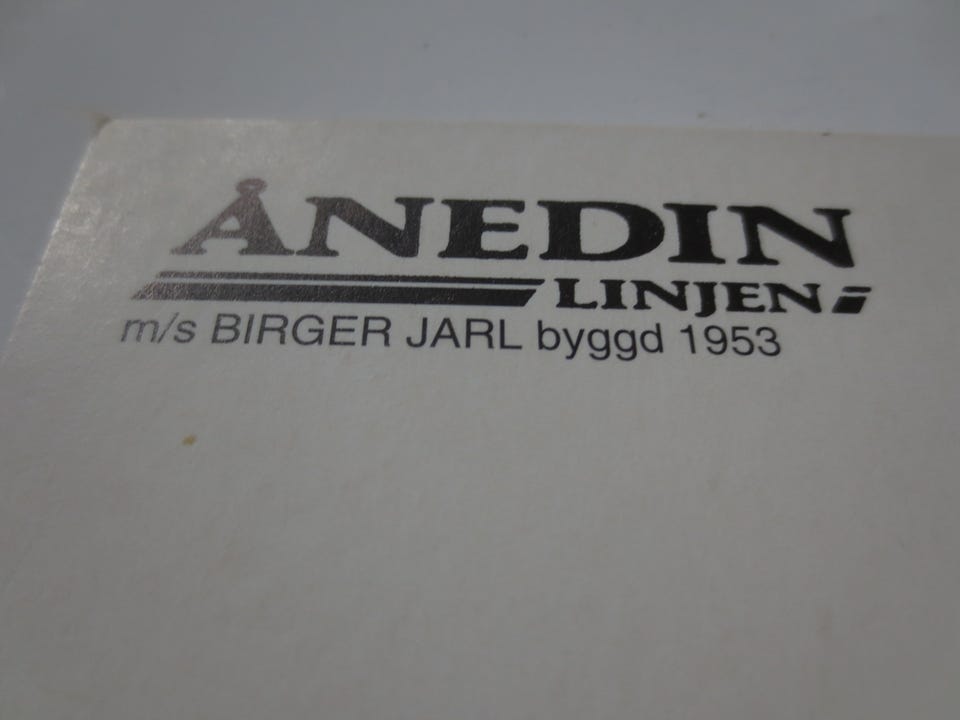 ÅNEDIN
LINJEN
m/s BIRGER JARL byggd 1953